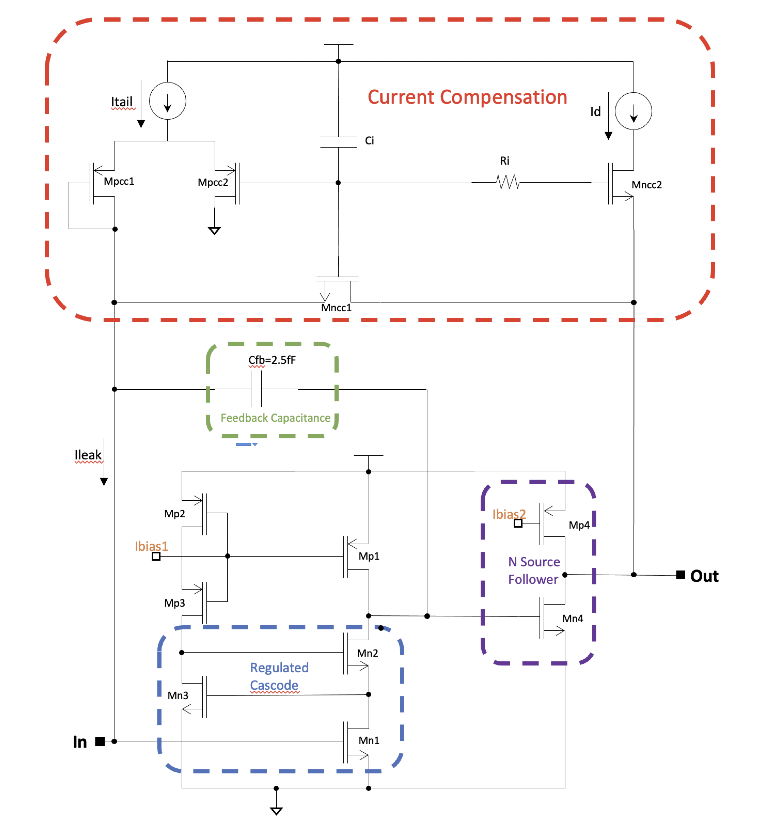 Current Compensation
Itail
Id
Ci
Ri
Mpcc1
Mpcc2
Mncc2
Mncc1
Cfb=2.5fF
Feedback Capacitance
Ileak
Mp2
Ibias2
Mp4
Ibias1
Mp1
N Source
Follower
Out
Mp3
Mn4
Regulated
Cascode
Mn2
Mn3
In
Mn1